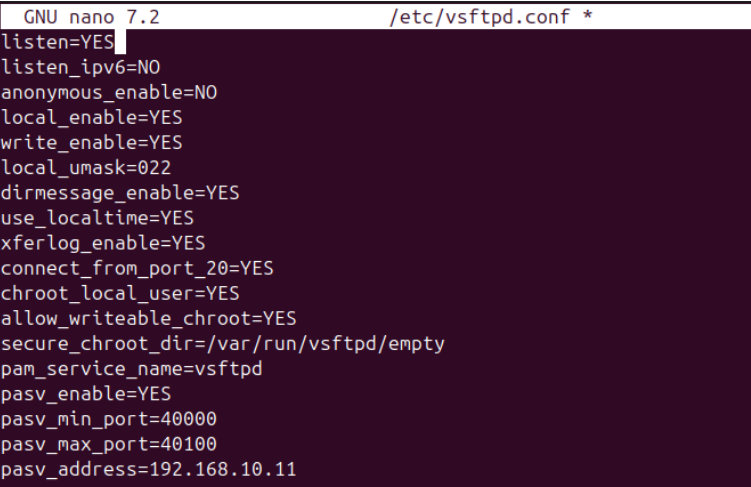 GNU nano 7.2 /etc/vsftpd.conf *
listen=YES
listen_ipv6=NO
anonymous_enable=NO
local_enable=YES
write_enable=YES
local_umask=022
dirmessage_enable=YES
use_localtime=YES
xferlog_enable=YES
connect_from_port_20=YES
chroot_local_user=YES
allow_writeable_chroot=YES
secure_chroot_dir=/var/run/vsftpd/empty
pam_service_name=vsftpd
pasv_enable=YES
pasv_min_port=40000
pasv_max_port=40100
pasv_address=192.168.10.11